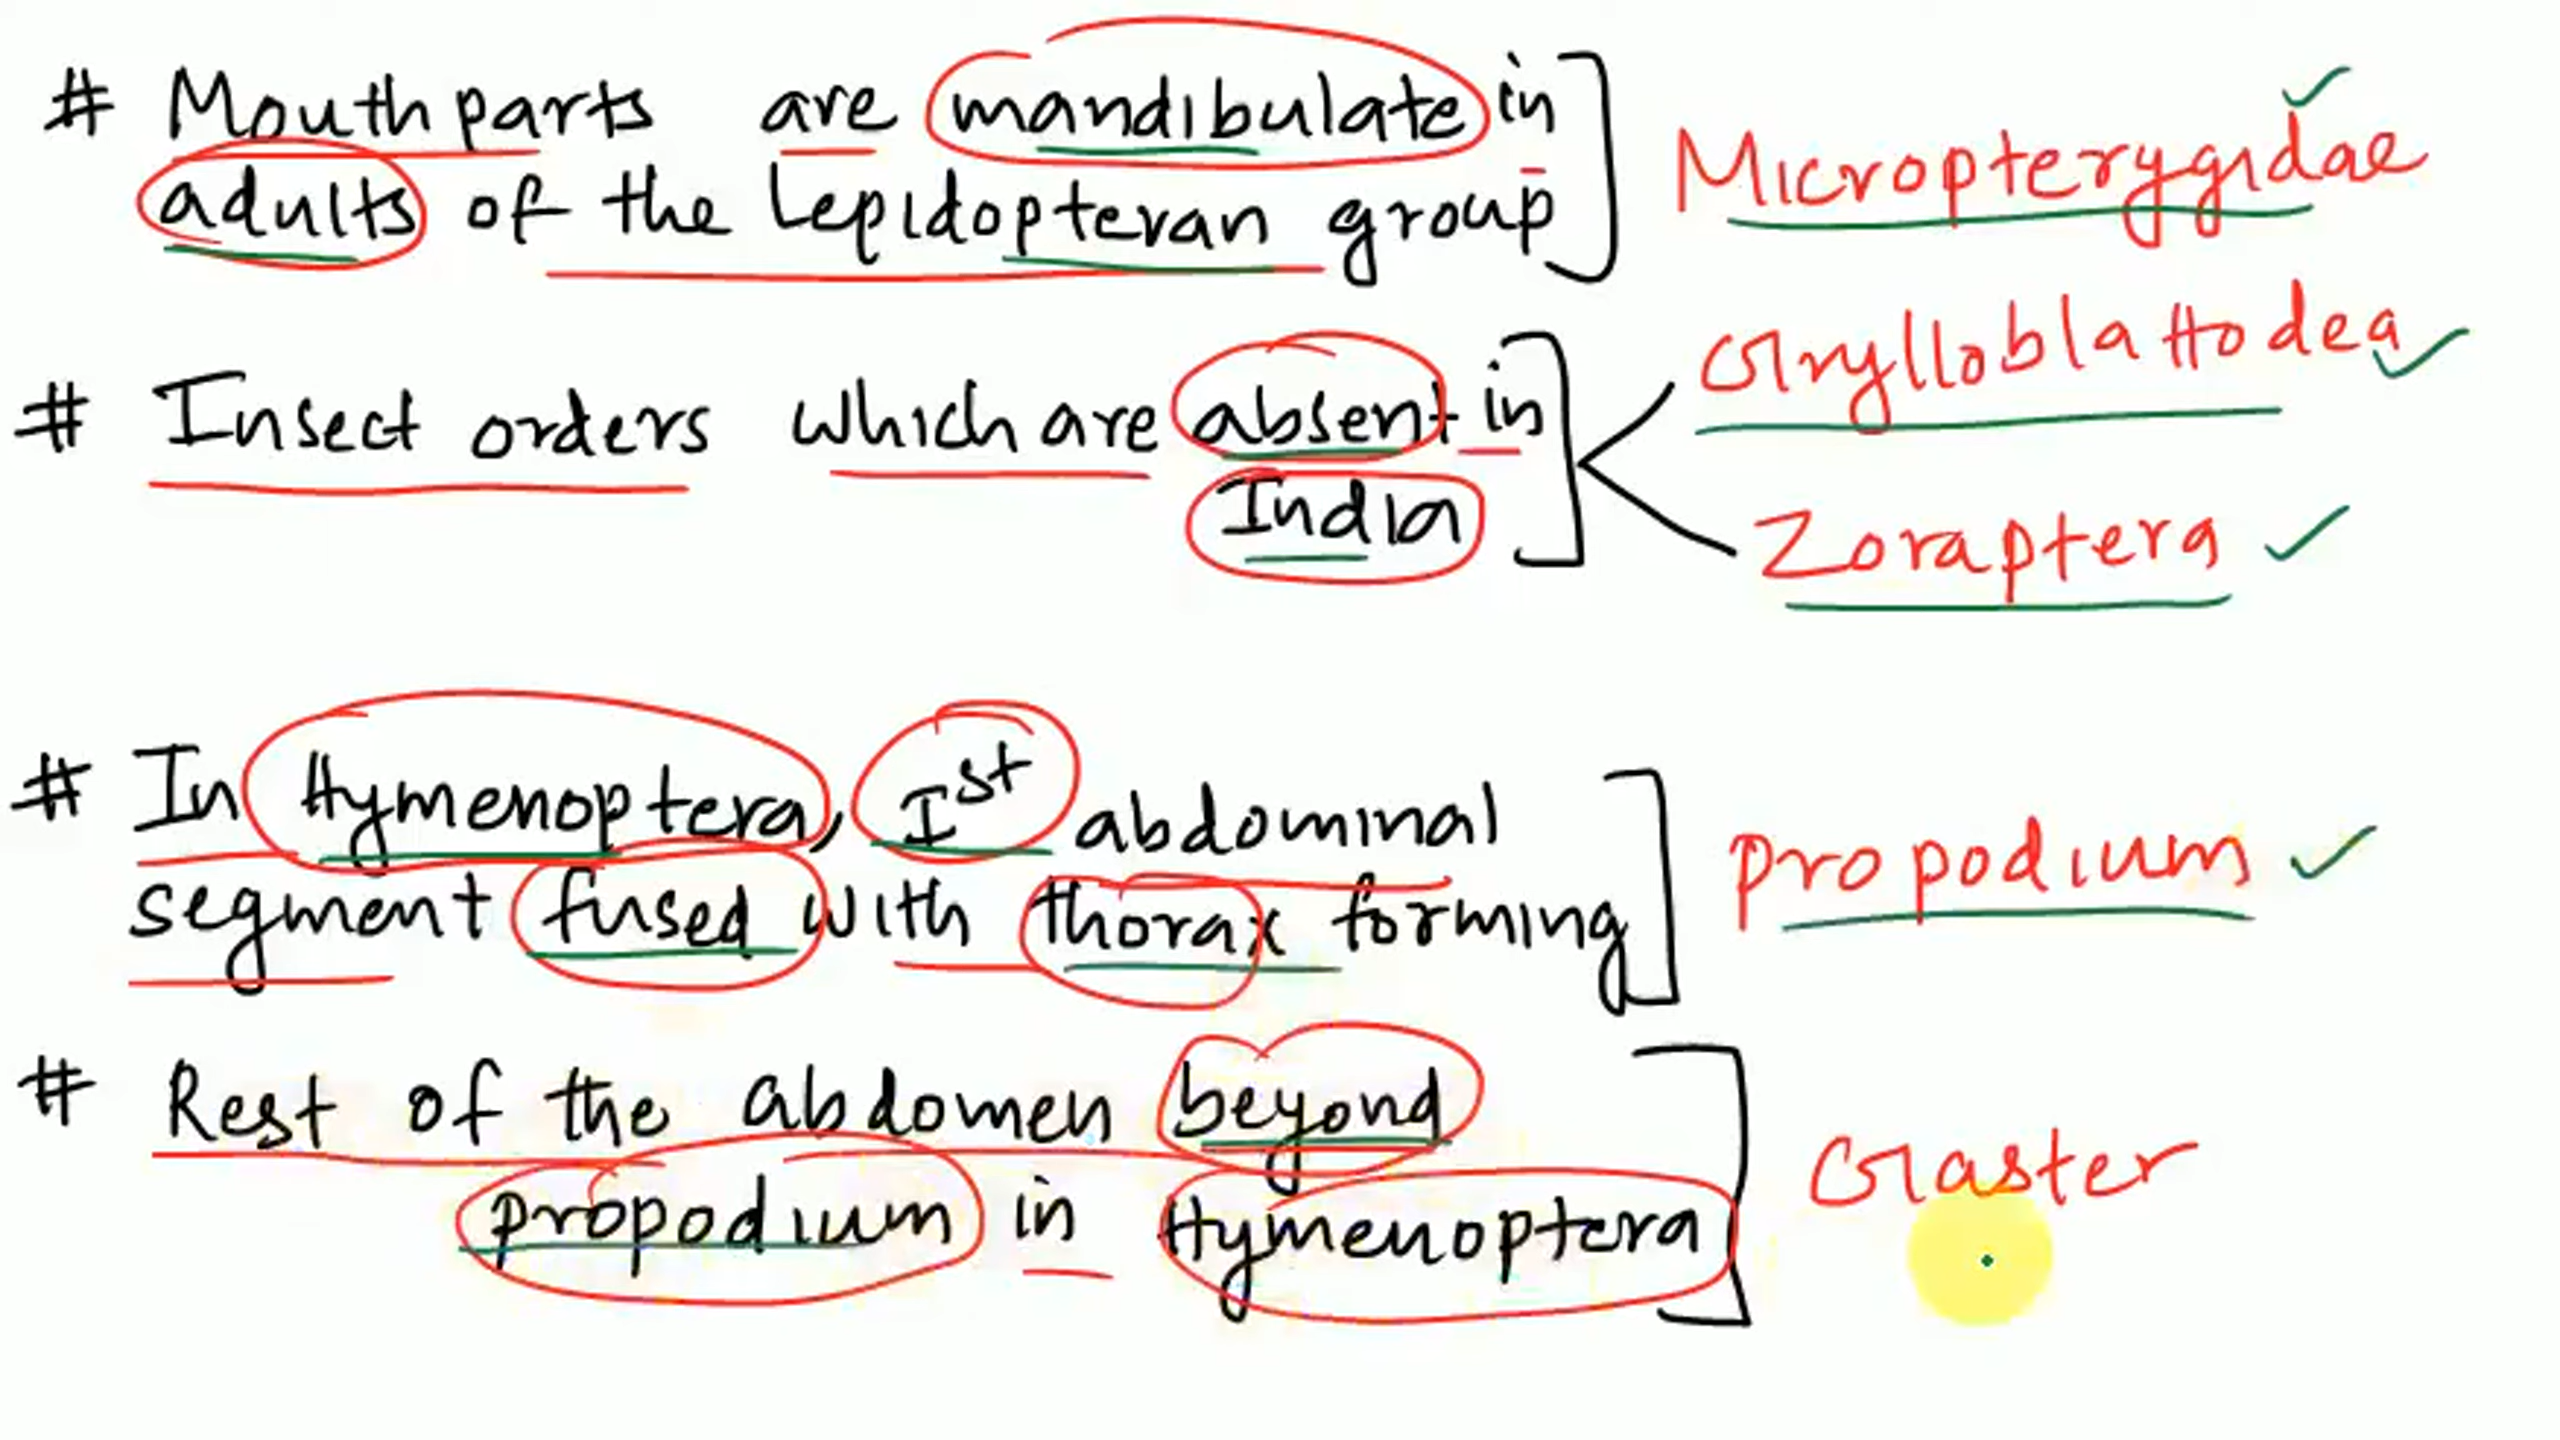 # Mouthparts are mandibulate in
adults of the Lepidopteran group
Micropterygidae
# Insect orders which are absent in
India
Grylloblattodea
Zoraptera
# In Hymenoptera, Ist abdominal
segment fused with thorax forming
propodium
# Rest of the abdomen beyond
propodium in Hymenoptera
Gaster